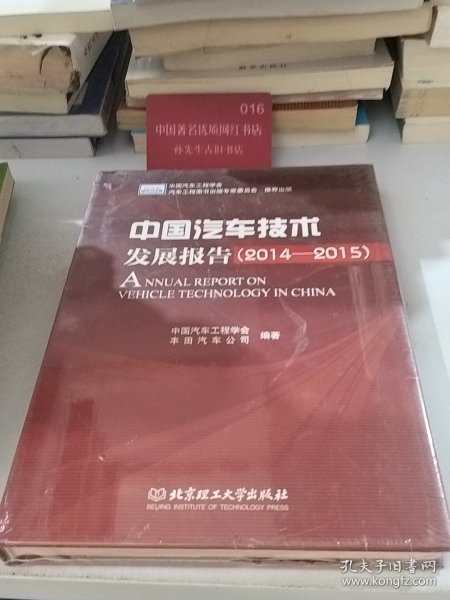 016
中国著名优质网红书店
孙先生古旧书店
中国汽车工程学会
汽车工程图书出版专家委员会 推荐出版
中国汽车技术
发展报告(2014—2015)
ANNUAL REPORT ON
VEHICLE TECHNOLOGY IN CHINA
中国汽车工程学会
丰田汽车公司 编著
北京理工大学出版社
BEIJING INSTITUTE OF TECHNOLOGY PRESS
孔夫子旧书网
www.kongfz.com